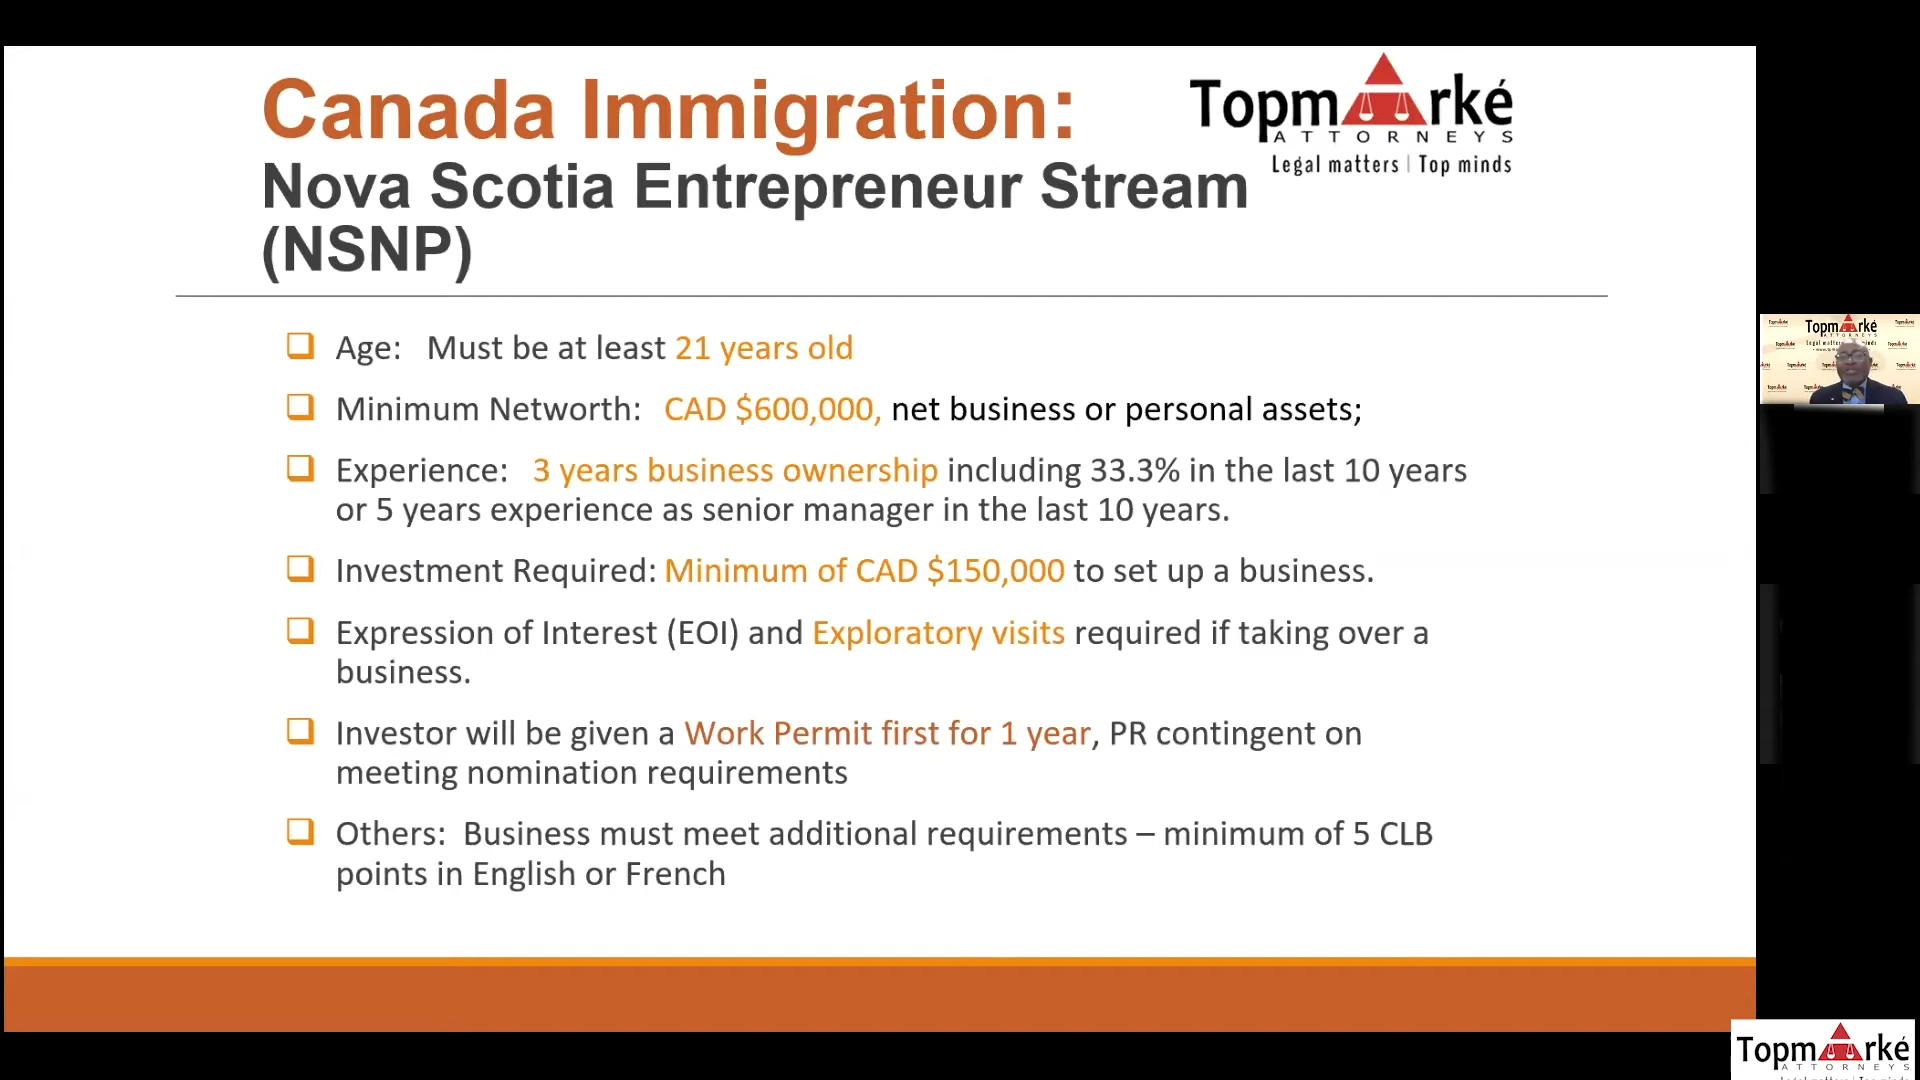 Canada Immigration:
Topmarké
ATTORNEYS
Legal matters | Top minds
Nova Scotia Entrepreneur Stream
(NSNP)
❑ Age: Must be at least 21 years old
❑ Minimum Networth: CAD $600,000, net business or personal assets;
❑ Experience: 3 years business ownership including 33.3% in the last 10 years
or 5 years experience as senior manager in the last 10 years.
❑ Investment Required: Minimum of CAD $150,000 to set up a business.
❑ Expression of Interest (EOI) and Exploratory visits required if taking over a
business.
❑ Investor will be given a Work Permit first for 1 year, PR contingent on
meeting nomination requirements
❑ Others: Business must meet additional requirements – minimum of 5 CLB
points in English or French
Topmarké
ATTORNEYS
Topmarké
ATTORNEYS